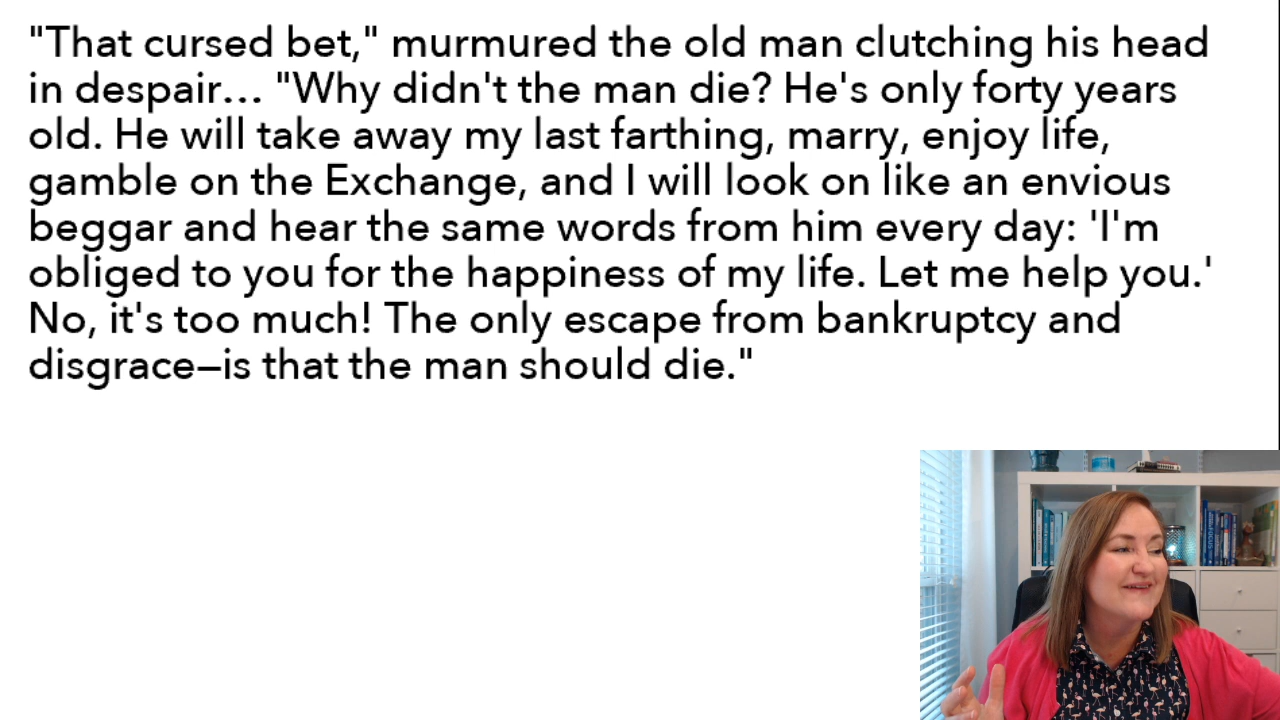 "That cursed bet," murmured the old man clutching his head
in despair… "Why didn't the man die? He's only forty years
old. He will take away my last farthing, marry, enjoy life,
gamble on the Exchange, and I will look on like an envious
beggar and hear the same words from him every day: 'I'm
obliged to you for the happiness of my life. Let me help you.'
No, it's too much! The only escape from bankruptcy and
disgrace—is that the man should die."